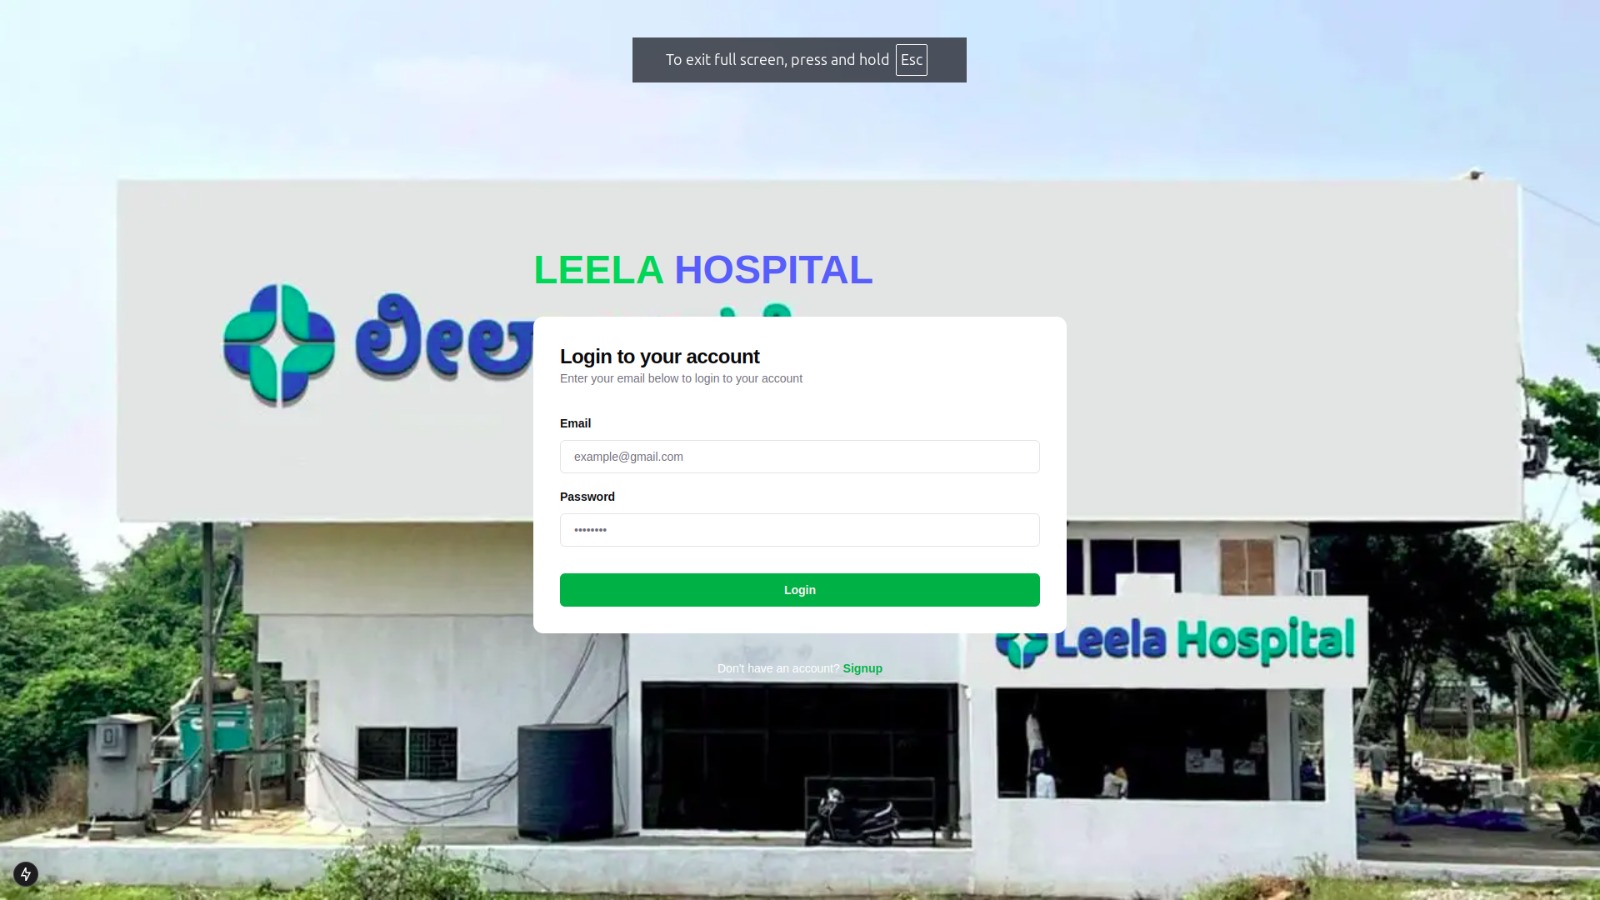 To exit full screen, press and hold Esc
LEELA HOSPITAL
Login to your account
Enter your email below to login to your account
Email
example@gmail.com
Password
••••••••
Login
Don't have an account? Signup
Leela Hospital